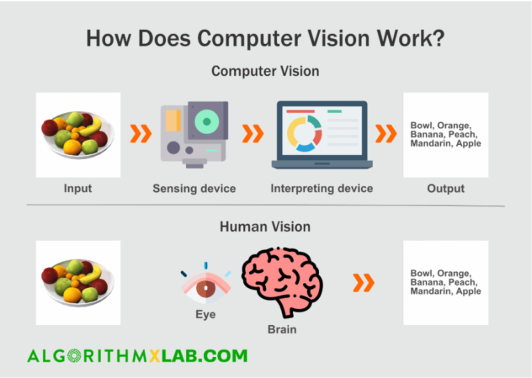 How Does Computer Vision Work?
Computer Vision
Bowl, Orange,
Banana, Peach,
Mandarin, Apple
Input
Sensing device
Interpreting device
Output
Human Vision
Bowl, Orange,
Banana, Peach,
Mandarin, Apple
Eye
Brain
ALGORITHMXLAB.COM